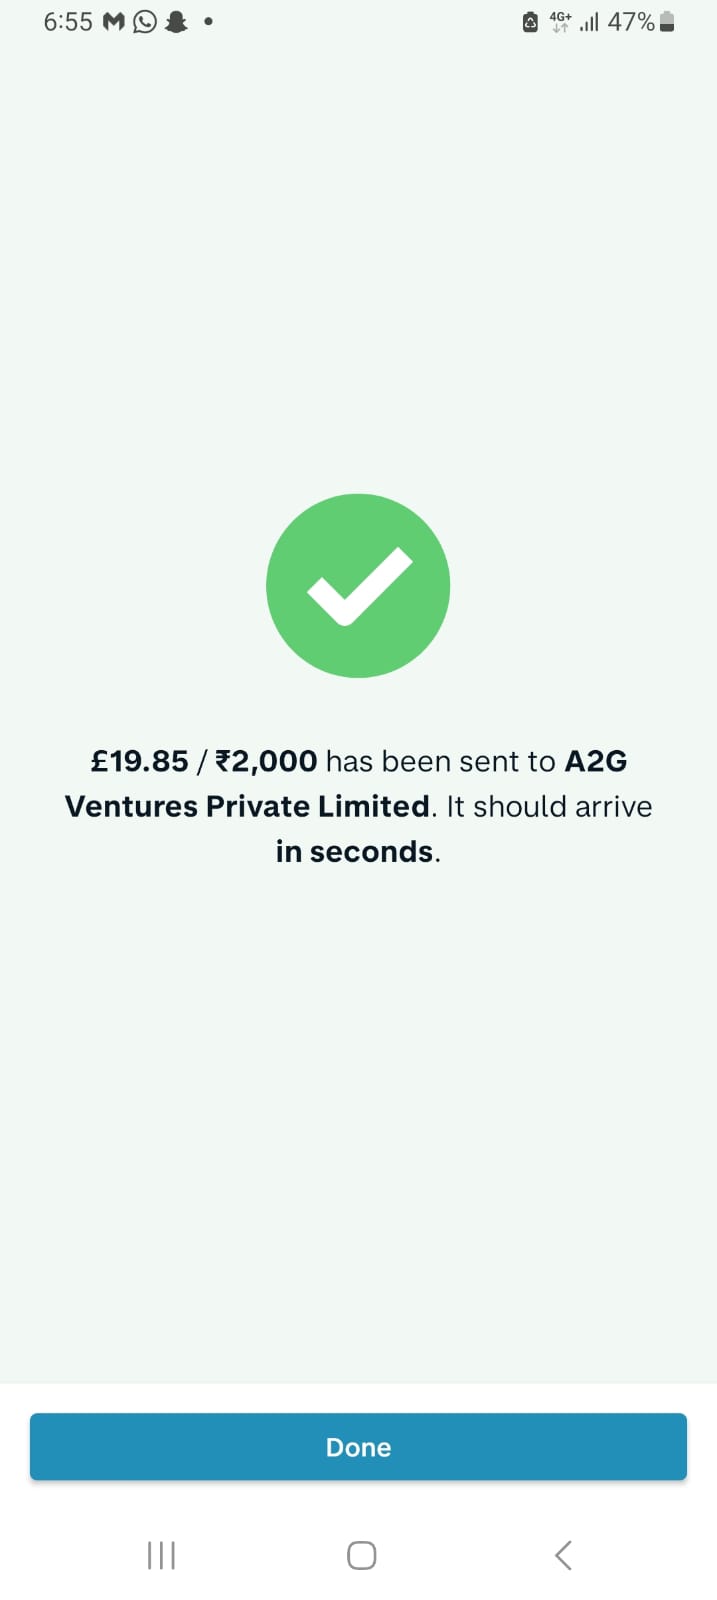 6:55
4G+
47%
£19.85 / ₹2,000 has been sent to A2G
Ventures Private Limited. It should arrive
in seconds.
Done